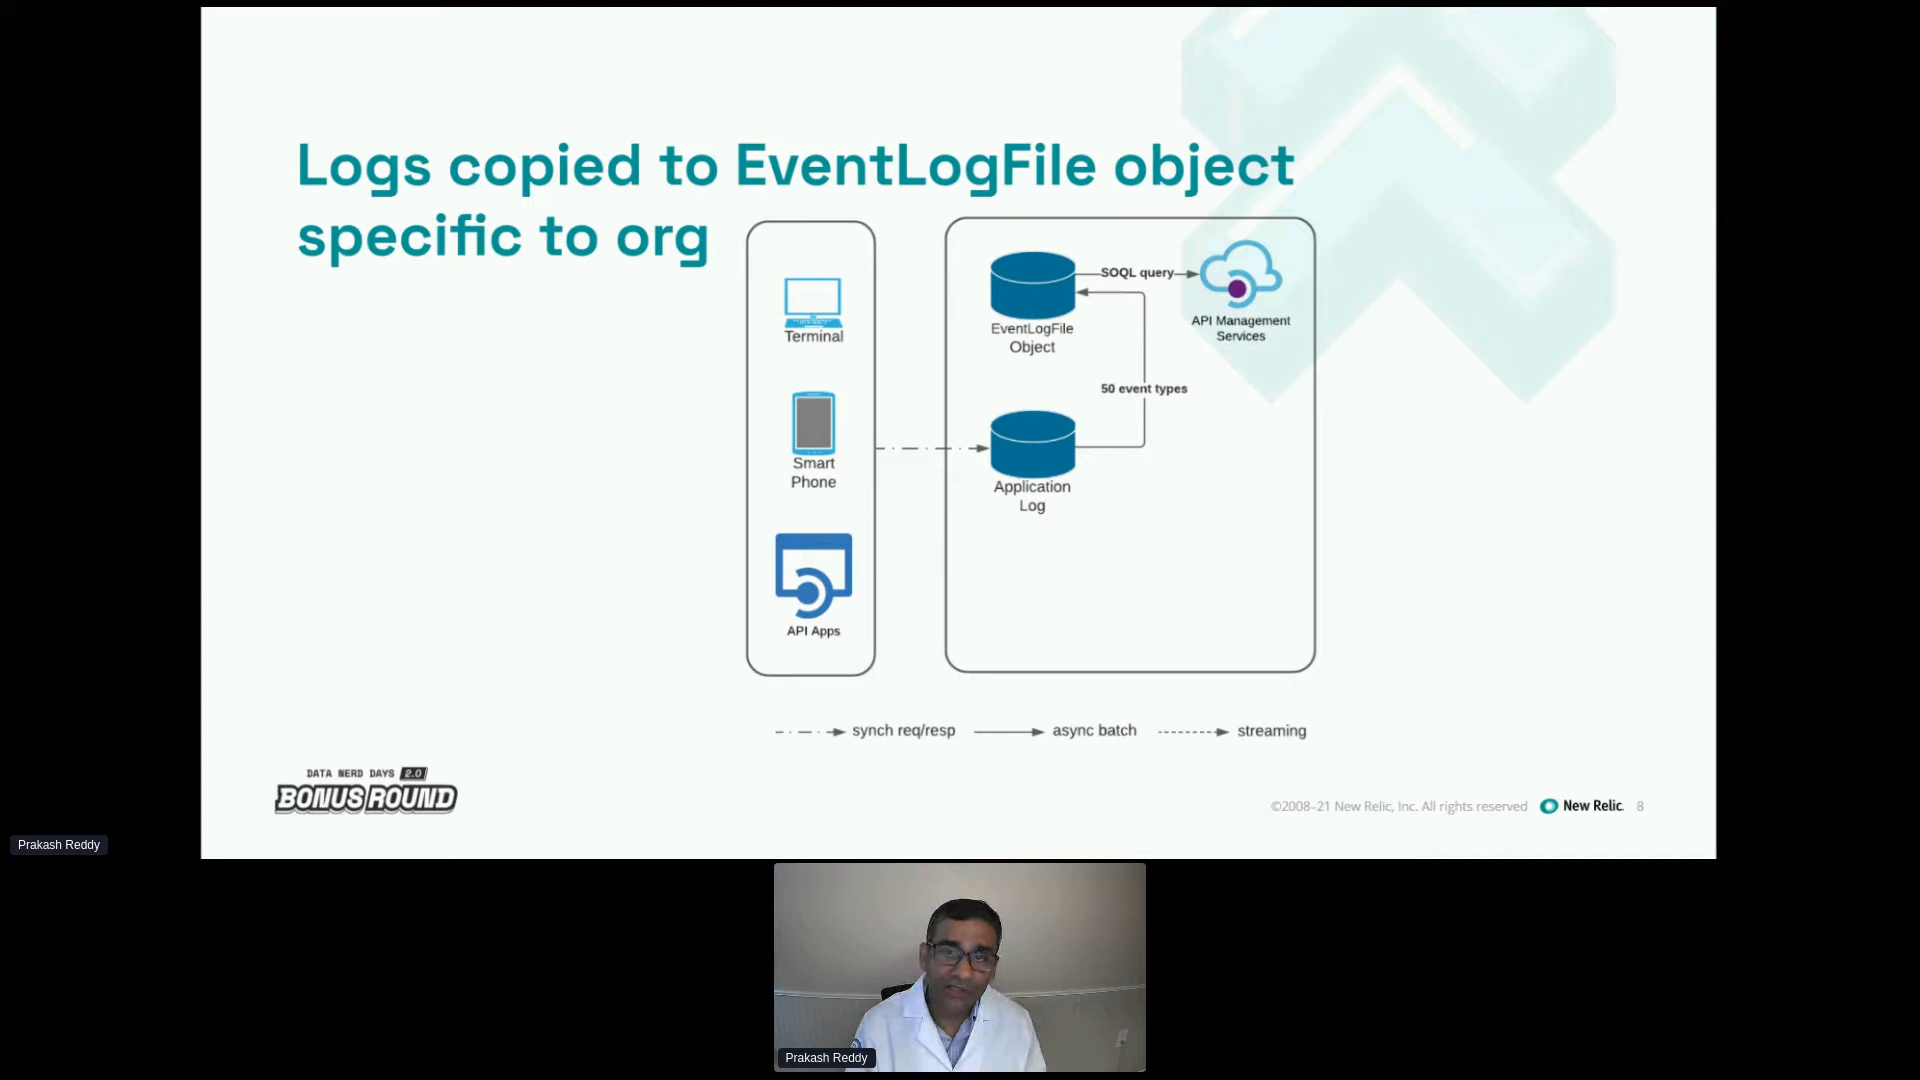 Logs copied to EventLogFile object
specific to org
Terminal
Smart
Phone
API Apps
EventLogFile
Object
SOQL query
API Management
Services
50 event types
Application
Log
synch req/resp
async batch
streaming
DATA NERD DAYS 2.0
BONUS ROUND
©2008–21 New Relic, Inc. All rights reserved
New Relic.
8
Prakash Reddy
Prakash Reddy